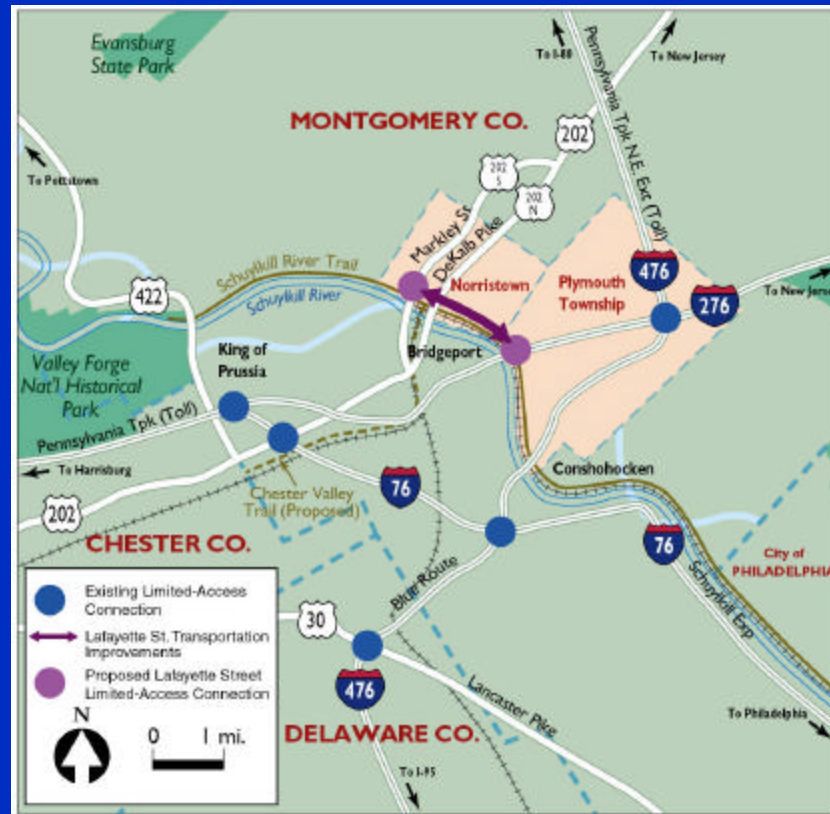 Evansburg
State Park
To I-80
Pennsylvania Tpk N.E. Ext (Toll)
To New Jersey
MONTGOMERY CO.
202
202
S
202
N
To Pottstown
Markley St
DeKalb Pike
Schuylkill River Trail
Schuylkill River
422
Norristown
Plymouth
Township
476
276
To New Jerse
Valley Forge
Nat'l Historical
Park
King of
Prussia
Bridgeport
Pennsylvania Tpk (Toll)
To Harrisburg
Conshohocken
76
Chester Valley
Trail (Proposed)
202
CHESTER CO.
76
City of
PHILADELPHIA
Blue Route
Schuylkill Exp
30
Existing Limited-Access
Connection
Lafayette St. Transportation
Improvements
Proposed Lafayette Street
Limited-Access Connection
N
0 1 mi.
476
Lancaster Pike
To Philadelphia
DELAWARE CO.
To I-95